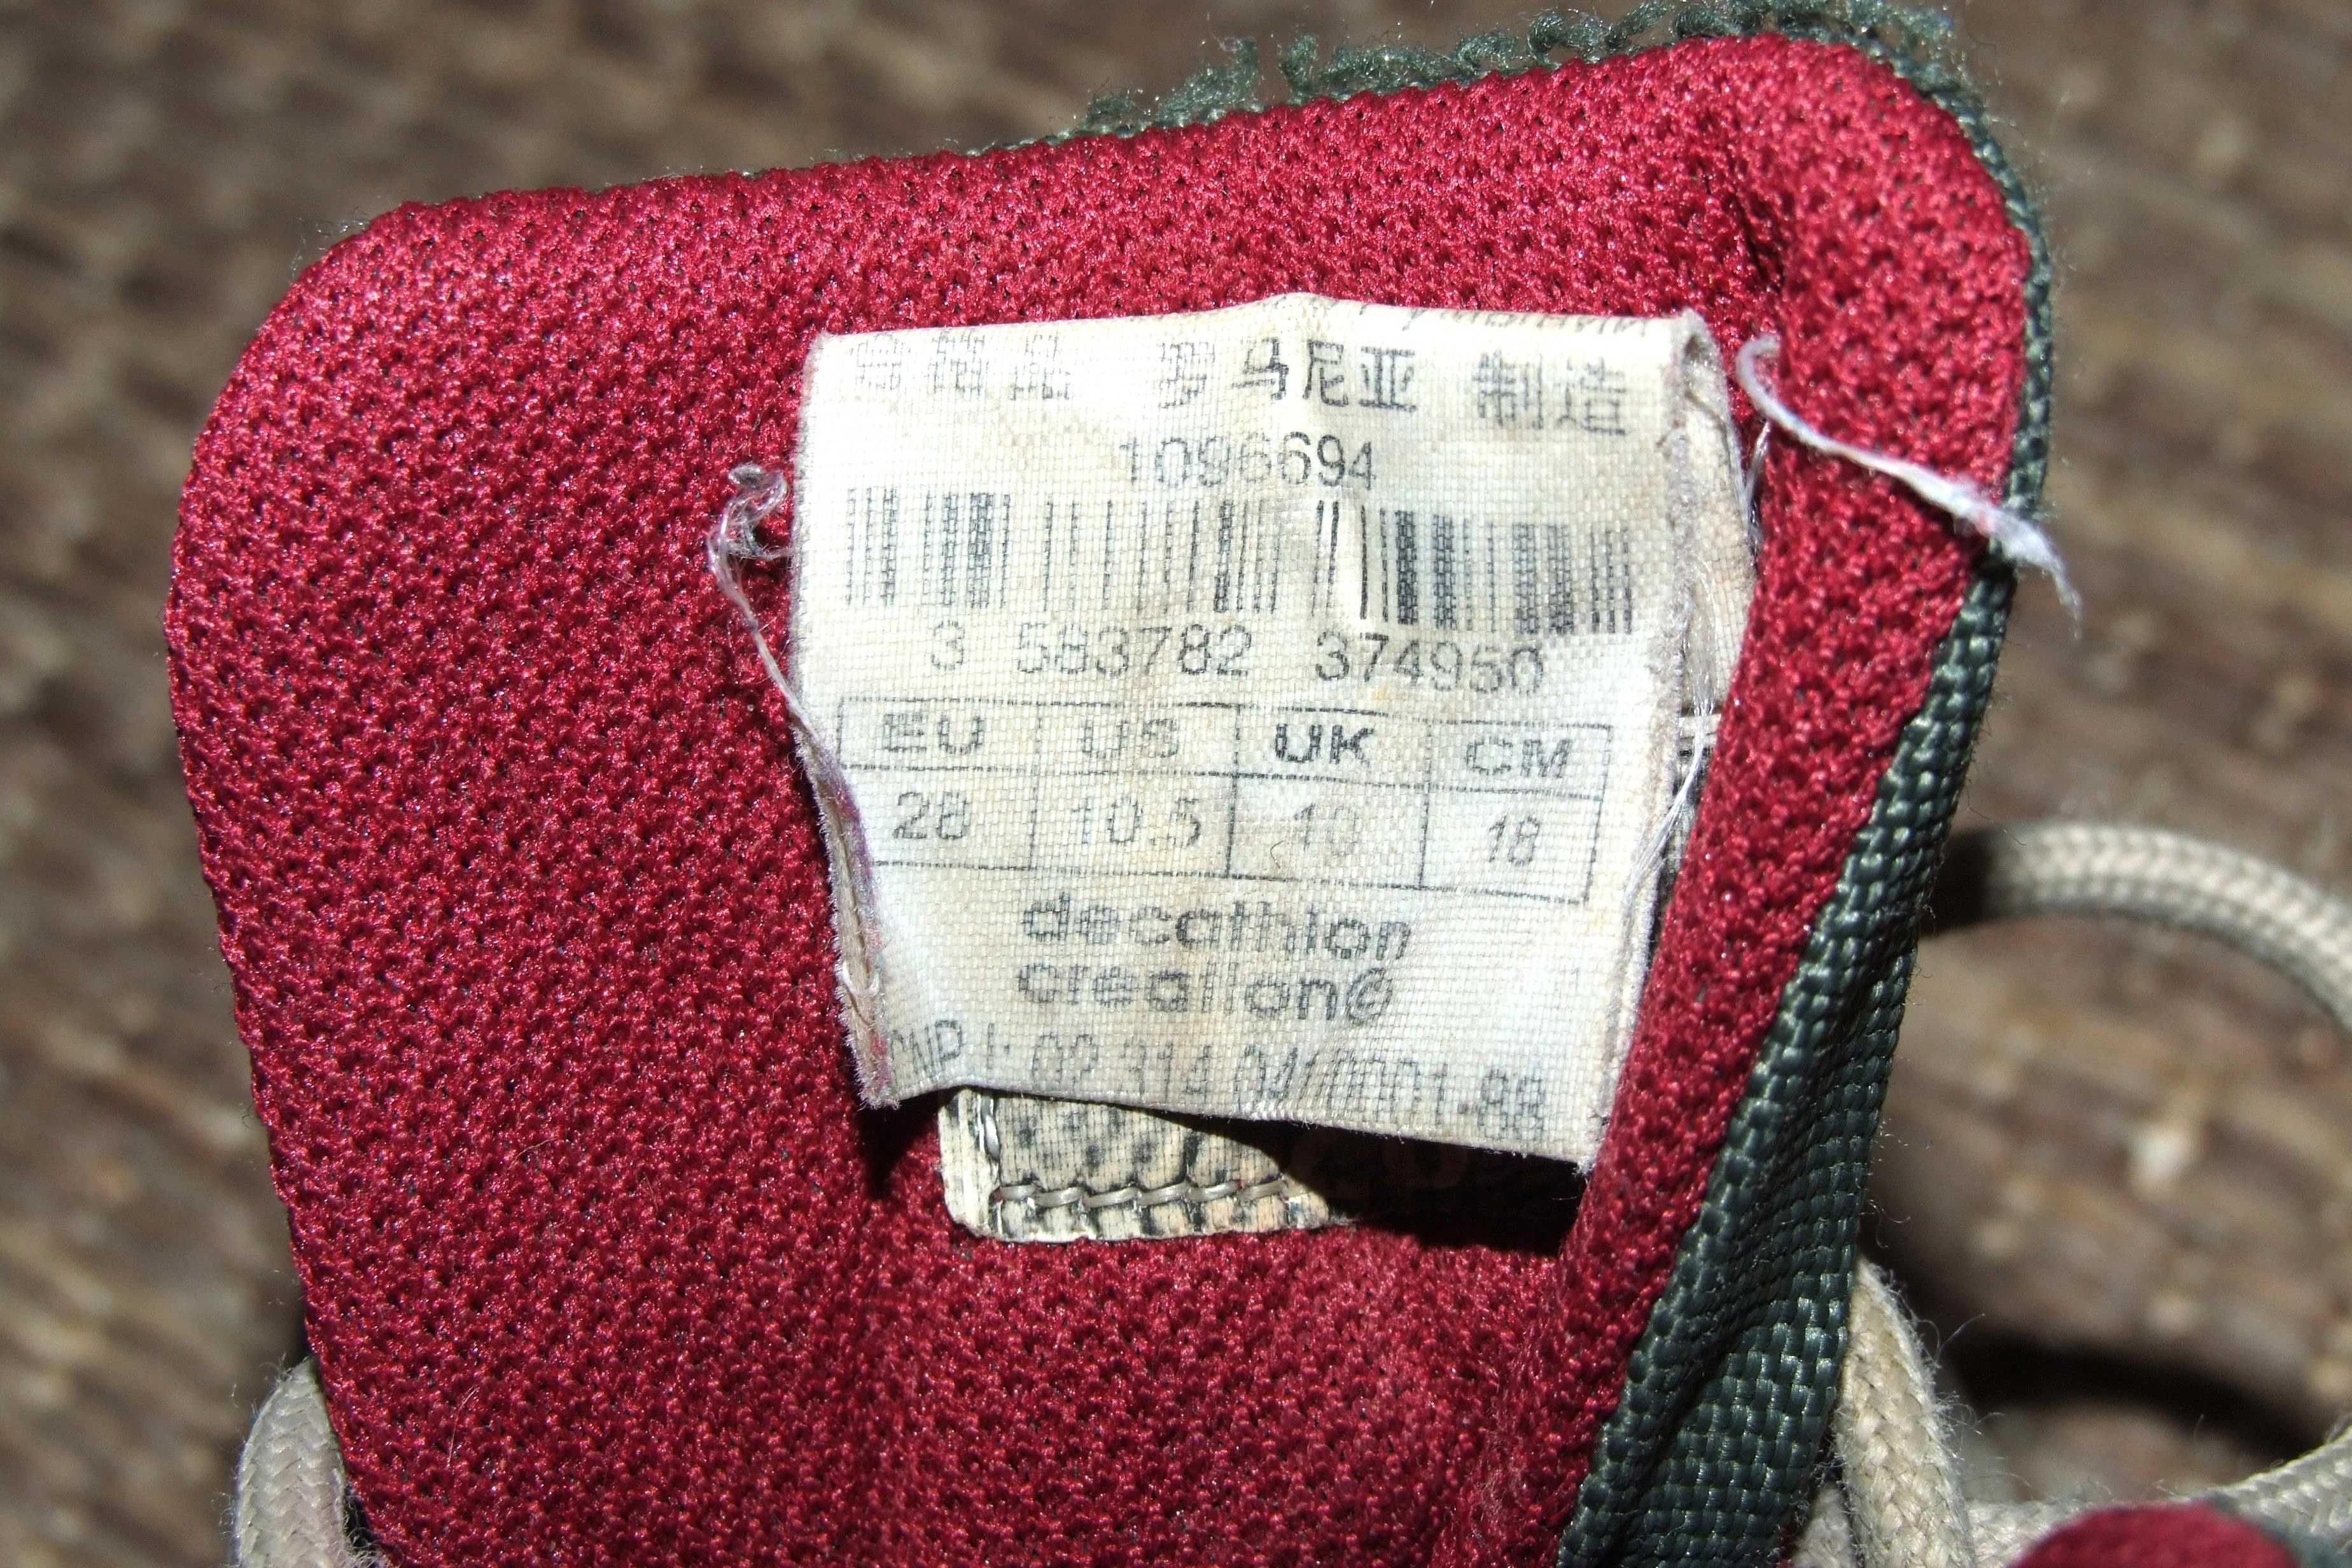 罗马尼亚 制造
1096694
3 583782 374950
EU US UK CM
28 10.5 10 18
decathlon
creations